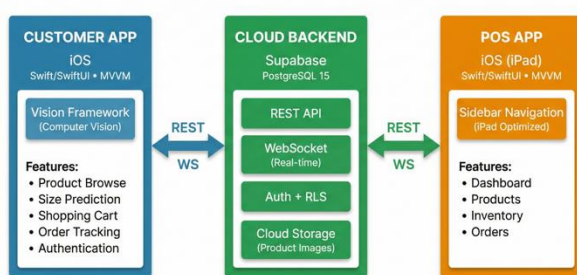 CUSTOMER APP
iOS
Swift/SwiftUI • MVVM
Vision Framework
(Computer Vision)
Features:
• Product Browse
• Size Prediction
• Shopping Cart
• Order Tracking
• Authentication
REST
WS
CLOUD BACKEND
Supabase
PostgreSQL 15
REST API
WebSocket
(Real-time)
Auth + RLS
Cloud Storage
(Product Images)
REST
WS
POS APP
iOS (iPad)
Swift/SwiftUI • MVVM
Sidebar Navigation
(iPad Optimized)
Features:
• Dashboard
• Products
• Inventory
• Orders